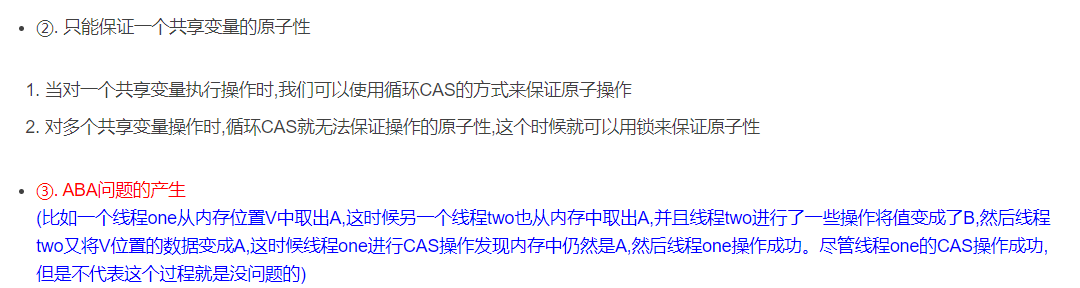 ②. 只能保证一个共享变量的原子性
1. 当对一个共享变量执行操作时,我们可以使用循环CAS的方式来保证原子操作
2. 对多个共享变量操作时,循环CAS就无法保证操作的原子性,这个时候就可以用锁来保证原子性
③. ABA问题的产生
(比如一个线程one从内存位置V中取出A,这时候另一个线程two也从内存中取出A,并且线程two进行了一些操作将值变成了B,然后线程
two又将V位置的数据变成A,这时候线程one进行CAS操作发现内存中仍然是A,然后线程one操作成功。尽管线程one的CAS操作成功,
但是不代表这个过程就是没问题的)